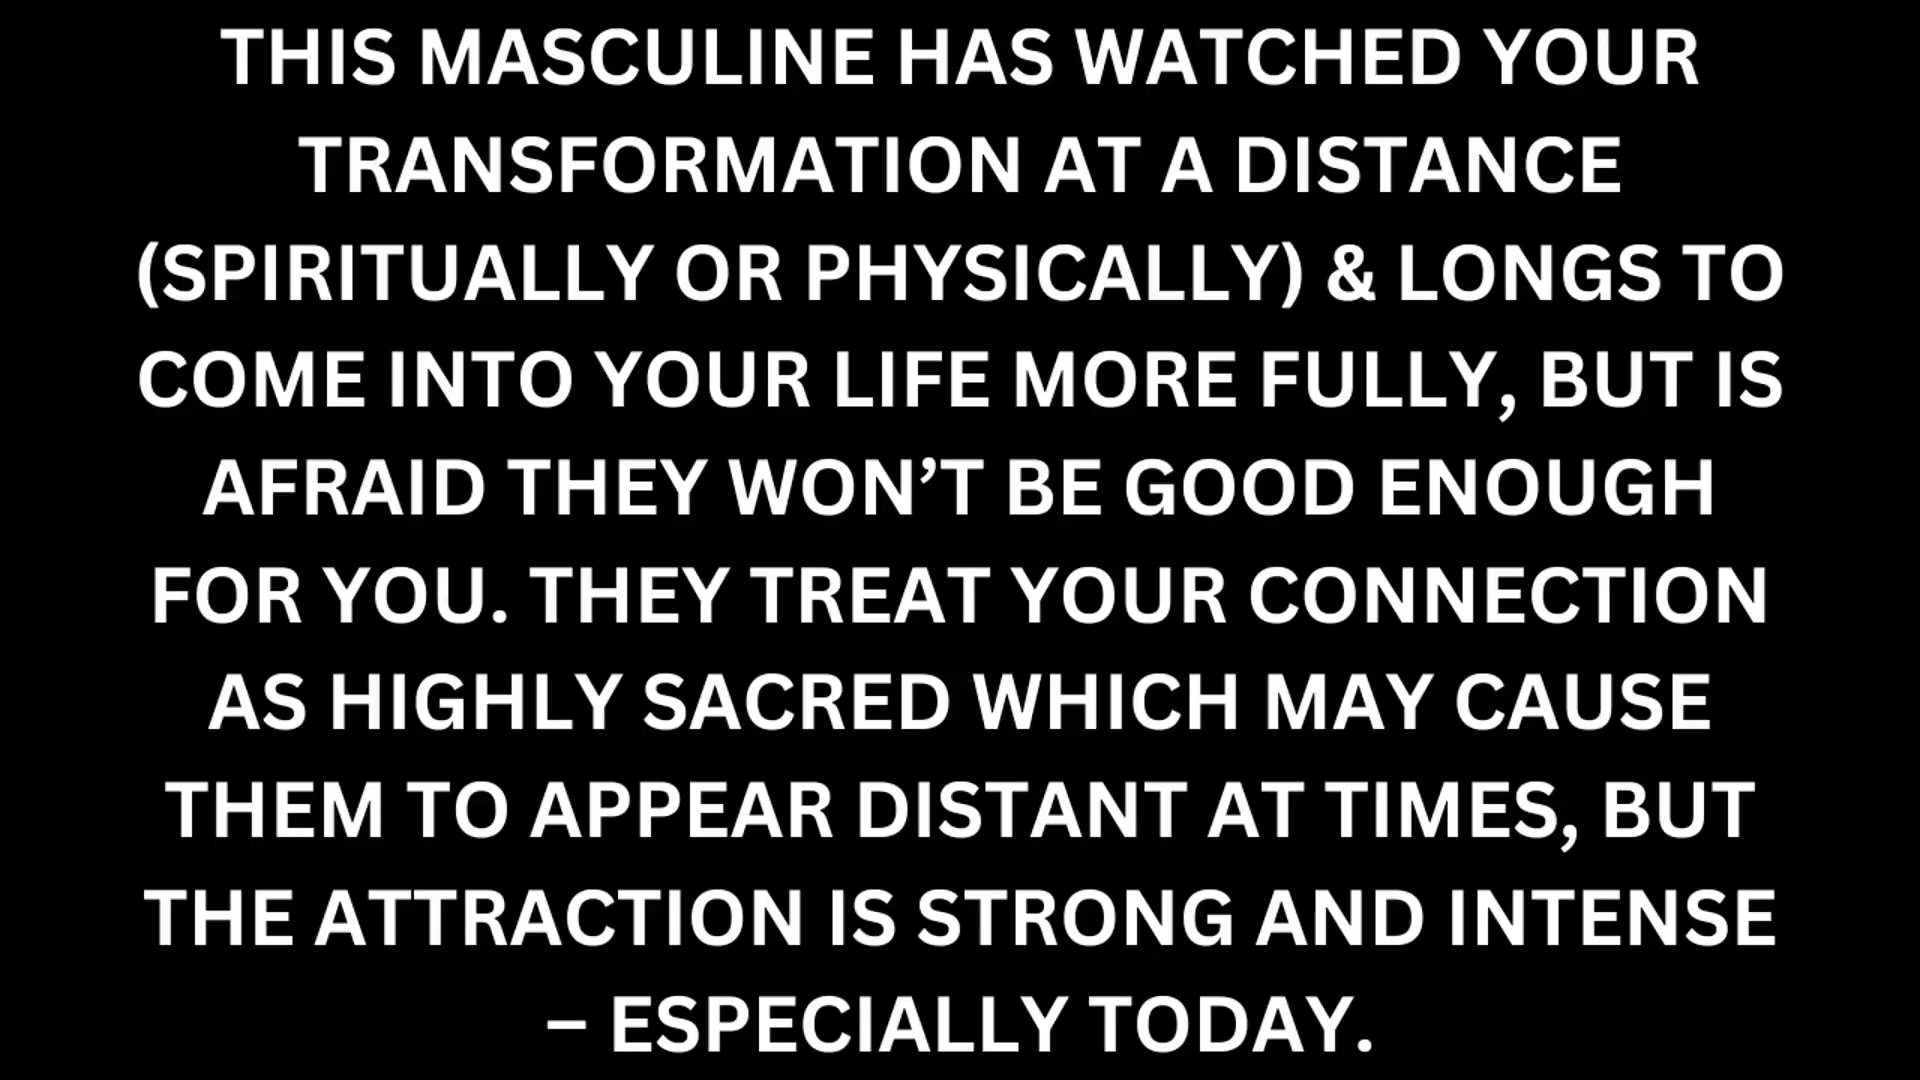 THIS MASCULINE HAS WATCHED YOUR
TRANSFORMATION AT A DISTANCE
(SPIRITUALLY OR PHYSICALLY) & LONGS TO
COME INTO YOUR LIFE MORE FULLY, BUT IS
AFRAID THEY WON’T BE GOOD ENOUGH
FOR YOU. THEY TREAT YOUR CONNECTION
AS HIGHLY SACRED WHICH MAY CAUSE
THEM TO APPEAR DISTANT AT TIMES, BUT
THE ATTRACTION IS STRONG AND INTENSE
– ESPECIALLY TODAY.